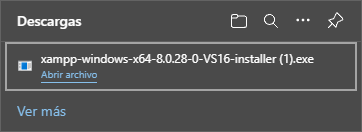 Descargas
xampp-windows-x64-8.0.28-0-VS16-installer (1).exe
Abrir archivo
Ver más